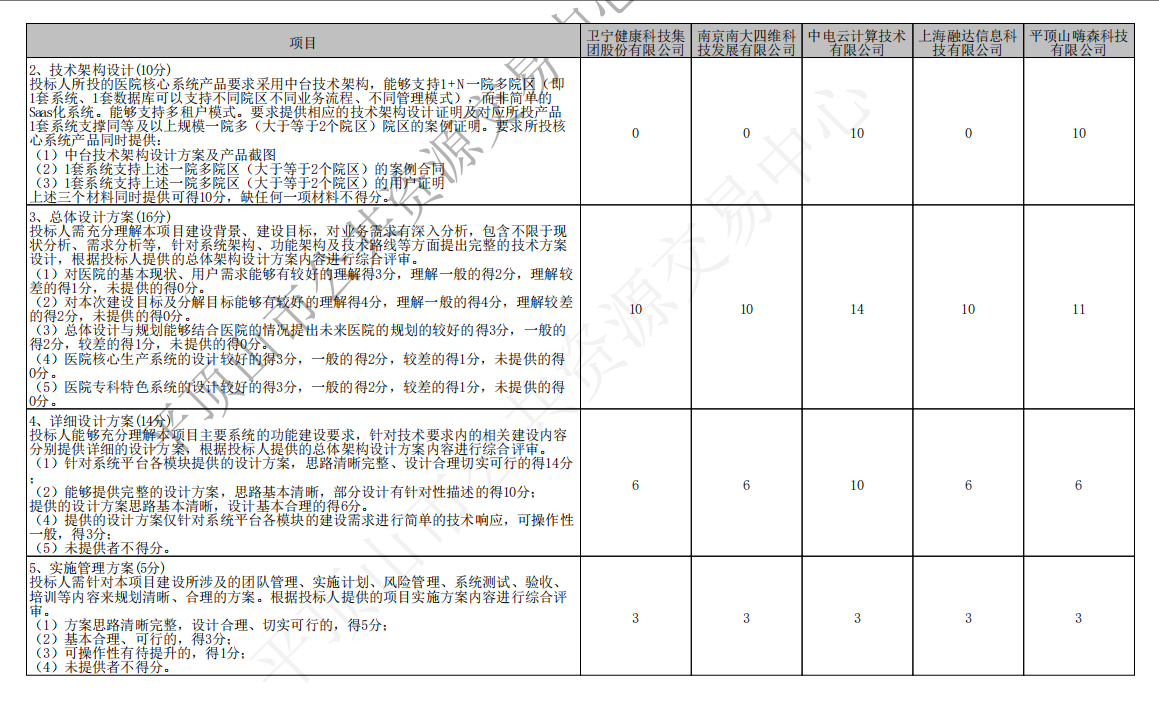 项目
卫宁健康科技集
团股份有限公司
南京南大四维科
技发展有限公司
中电云计算技术
有限公司
上海融达信息科
技有限公司
平顶山嗨森科技
有限公司
2、技术架构设计(10分)
投标人所投的医院核心系统产品要求采用中台技术架构，能够支持1+N一院多院区（即
1套系统、1套数据库可以支持不同院区不同业务流程、不同管理模式），而非简单的
Saas化系统。能够支持多租户模式。要求提供相应的技术架构设计证明及对应所投产品
1套系统支撑同等及以上规模一院多（大于等于2个院区）院区的案例证明。要求所投核
心系统产品同时提供：
（1）中台技术架构设计方案及产品截图
（2）1套系统支持上述一院多院区（大于等于2个院区）的案例合同
（3）1套系统支持上述一院多院区（大于等于2个院区）的用户证明
上述三个材料同时提供可得10分，缺任何一项材料不得分。
0
0
10
0
10
3、总体设计方案(16分)
投标人需充分理解本项目建设背景、建设目标，对业务需求有深入分析，包含不限于现
状分析、需求分析等，针对系统架构、功能架构及技术路线等方面提出完整的技术方案
设计，根据投标人提供的总体架构设计方案内容进行综合评审。
（1）对医院的基本现状、用户需求能够有较好的理解得3分，理解一般的得2分，理解较
差的得1分，未提供的得0分。
（2）对本次建设目标及分解目标能够有较好的理解得4分，理解一般的得4分，理解较差
的得2分，未提供的得0分。
（3）总体设计与规划能够结合医院的情况提出未来医院的规划的较好的得3分，一般的
得2分，较差的得1分，未提供的得0分。
（4）医院核心生产系统的设计较好的得3分，一般的得2分，较差的得1分，未提供的得
0分。
（5）医院专科特色系统的设计较好的得3分，一般的得2分，较差的得1分，未提供的得
0分。
10
10
14
10
11
4、详细设计方案(14分)
投标人能够充分理解本项目主要系统的功能建设要求，针对技术要求内的相关建设内容
分别提供详细的设计方案，根据投标人提供的总体架构设计方案内容进行综合评审。
（1）针对系统平台各模块提供的设计方案，思路清晰完整、设计合理切实可行的得14分
；
（2）能够提供完整的设计方案，思路基本清晰，部分设计有针对性描述的得10分；
提供的设计方案思路基本清晰，设计基本合理的得6分。
（4）提供的设计方案仅针对系统平台各模块的建设需求进行简单的技术响应，可操作性
一般，得3分；
（5）未提供者不得分。
6
6
10
6
6
5、实施管理方案(5分)
投标人需针对本项目建设所涉及的团队管理、实施计划、风险管理、系统测试、验收、
培训等内容来规划清晰、合理的方案。根据投标人提供的项目实施方案内容进行综合评
审。
（1）方案思路清晰完整，设计合理、切实可行的，得5分；
（2）基本合理、可行的，得3分；
（3）可操作性有待提升的，得1分；
（4）未提供者不得分。
3
3
3
3
3
平顶山市公共资源交易中心
平顶山市公共资源交易中心